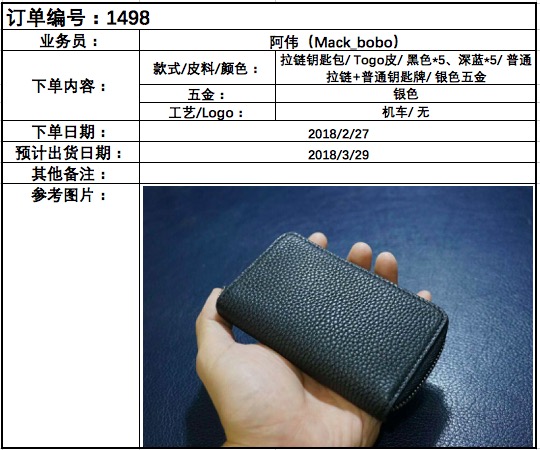 订单编号：1498
业务员：
阿伟（Mack_bobo）
下单内容：
款式/皮料/颜色：
拉链钥匙包/ Togo皮/ 黑色*5、深蓝*5/ 普通
拉链+普通钥匙牌/ 银色五金
五金：
银色
工艺/Logo：
机车/ 无
下单日期：
2018/2/27
预计出货日期：
2018/3/29
其他备注：
参考图片：